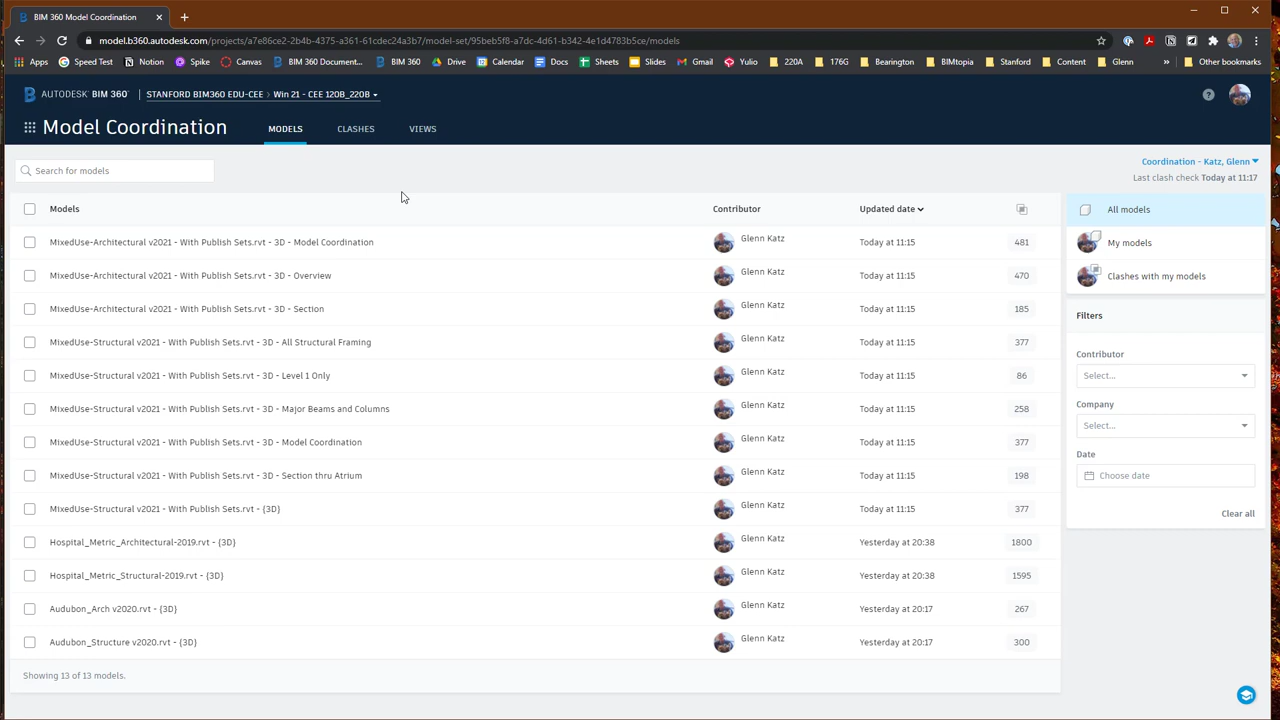 BIM 360 Model Coordination
model.b360.autodesk.com/projects/a7e86ce2-2b4b-4375-a361-61cdec24a3b7/model-set/95beb5f8-a7dc-4d61-b342-4e1d4783b5ce/models
Apps Speed Test Notion Spike Canvas BIM 360 Document... BIM 360 Drive Calendar Docs Sheets Slides Gmail Yulio 220A 176G Bearington BIMtopia Stanford Content Glenn » Other bookmarks
AUTODESK® BIM 360° STANFORD BIM360 EDU-CEE > Win 21 - CEE 120B_220B
Model Coordination MODELS CLASHES VIEWS
Search for models
Coordination - Katz, Glenn
Last clash check Today at 11:17
Models Contributor Updated date
MixedUse-Architectural v2021 - With Publish Sets.rvt - 3D - Model Coordination Glenn Katz Today at 11:15 481
MixedUse-Architectural v2021 - With Publish Sets.rvt - 3D - Overview Glenn Katz Today at 11:15 470
MixedUse-Architectural v2021 - With Publish Sets.rvt - 3D - Section Glenn Katz Today at 11:15 185
MixedUse-Structural v2021 - With Publish Sets.rvt - 3D - All Structural Framing Glenn Katz Today at 11:15 377
MixedUse-Structural v2021 - With Publish Sets.rvt - 3D - Level 1 Only Glenn Katz Today at 11:15 86
MixedUse-Structural v2021 - With Publish Sets.rvt - 3D - Major Beams and Columns Glenn Katz Today at 11:15 258
MixedUse-Structural v2021 - With Publish Sets.rvt - 3D - Model Coordination Glenn Katz Today at 11:15 377
MixedUse-Structural v2021 - With Publish Sets.rvt - 3D - Section thru Atrium Glenn Katz Today at 11:15 198
MixedUse-Structural v2021 - With Publish Sets.rvt - {3D} Glenn Katz Today at 11:15 377
Hospital_Metric_Architectural-2019.rvt - {3D} Glenn Katz Yesterday at 20:38 1800
Hospital_Metric_Structural-2019.rvt - {3D} Glenn Katz Yesterday at 20:38 1595
Audubon_Arch v2020.rvt - {3D} Glenn Katz Yesterday at 20:17 267
Audubon_Structure v2020.rvt - {3D} Glenn Katz Yesterday at 20:17 300
Showing 13 of 13 models.
All models
My models
Clashes with my models
Filters
Contributor
Select...
Company
Select...
Date
Choose date
Clear all